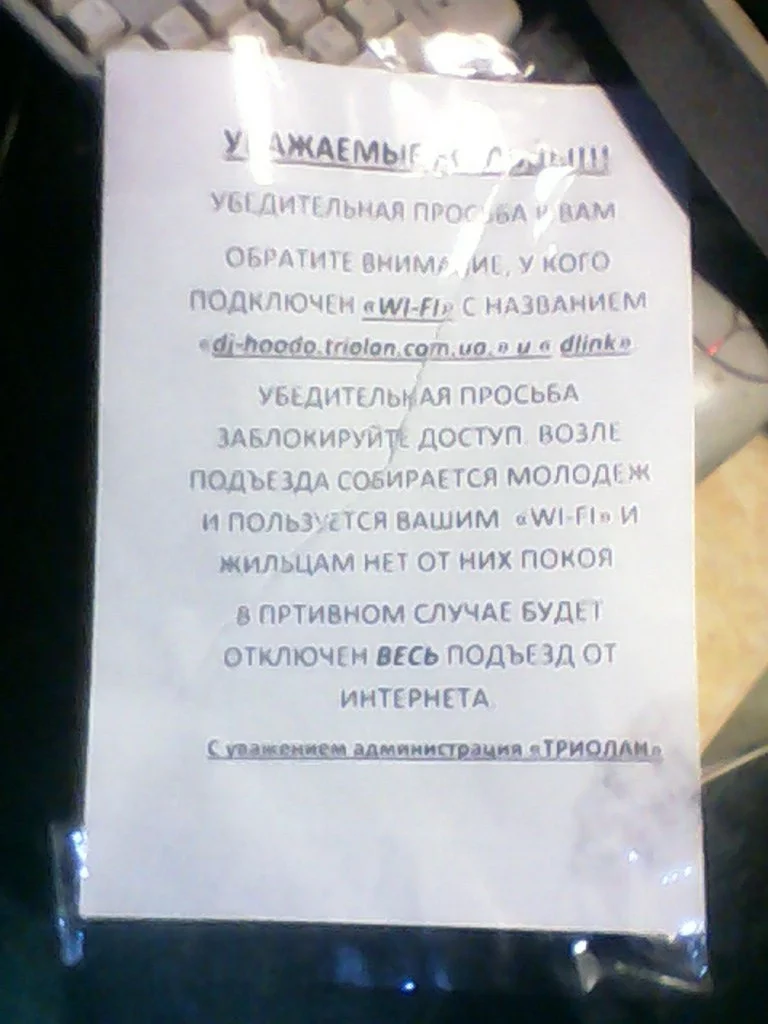 УВАЖАЕМЫЕ
УБЕДИТЕЛЬНАЯ ПРОСЬБА К ВАМ
ОБРАТИТЕ ВНИМАНИЕ, У КОГО
ПОДКЛЮЧЕН «WI-FI» С НАЗВАНИЕМ
«dj-hoodo.triolan.com.ua.» и « dlink»
УБЕДИТЕЛЬНАЯ ПРОСЬБА
ЗАБЛОКИРУЙТЕ ДОСТУП. ВОЗЛЕ
ПОДЪЕЗДА СОБИРАЕТСЯ МОЛОДЕЖ
И ПОЛЬЗУЕТСЯ ВАШИМ «WI-FI» И
ЖИЛЬЦАМ НЕТ ОТ НИХ ПОКОЯ
В ПРТИВНОМ СЛУЧАЕ БУДЕТ
ОТКЛЮЧЕН ВЕСЬ ПОДЪЕЗД ОТ
ИНТЕРНЕТА
С уважением администрация «ТРИОЛАН»